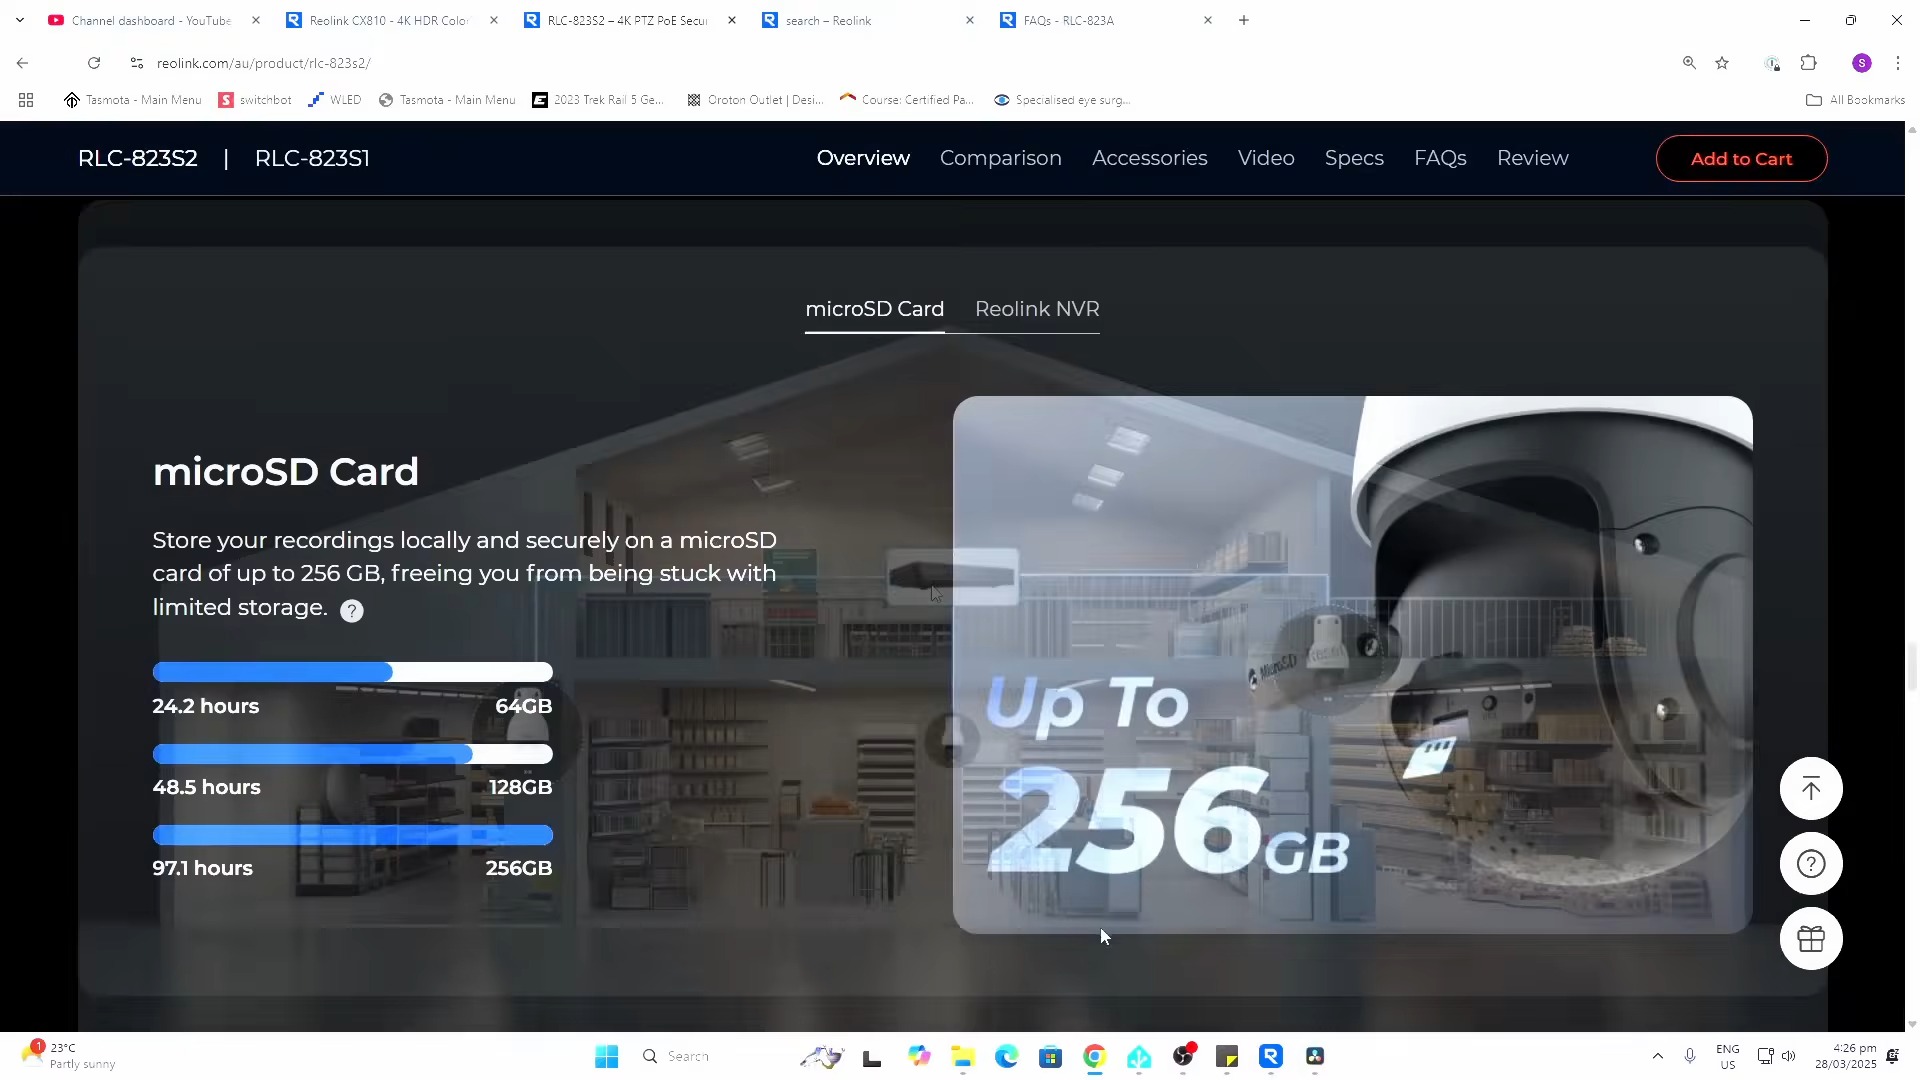 Channel dashboard - YouTube
Reolink CX810 - 4K HDR Colo
RLC-823S2 – 4K PTZ PoE Secu
search – Reolink
FAQs - RLC-823A
reolink.com/au/product/rlc-823s2/
S
Tasmota - Main Menu
switchbot
WLED
Tasmota - Main Menu
2023 Trek Rail 5 Ge...
Oroton Outlet | Desi...
Course: Certified Pa...
Specialised eye surg...
All Bookmarks
RLC-823S2 | RLC-823S1
Overview
Comparison
Accessories
Video
Specs
FAQs
Review
Add to Cart
microSD Card
Reolink NVR
microSD Card
Store your recordings locally and securely on a microSD
card of up to 256 GB, freeing you from being stuck with
limited storage. ?
24.2 hours 64GB
48.5 hours 128GB
97.1 hours 256GB
Up To
256GB
1
23°C
Partly sunny
Search
ENG
US
4:26 pm
28/03/2025